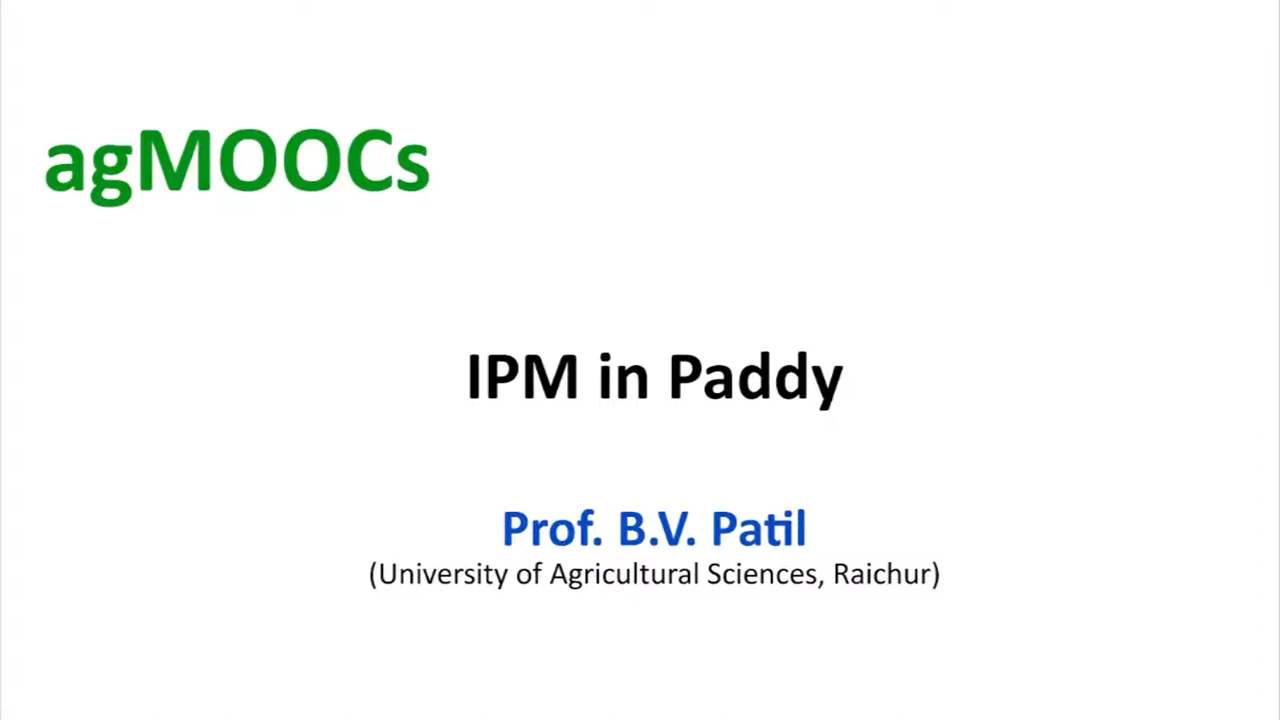 agMOOCs
IPM in Paddy
Prof. B.V. Patil
(University of Agricultural Sciences, Raichur)